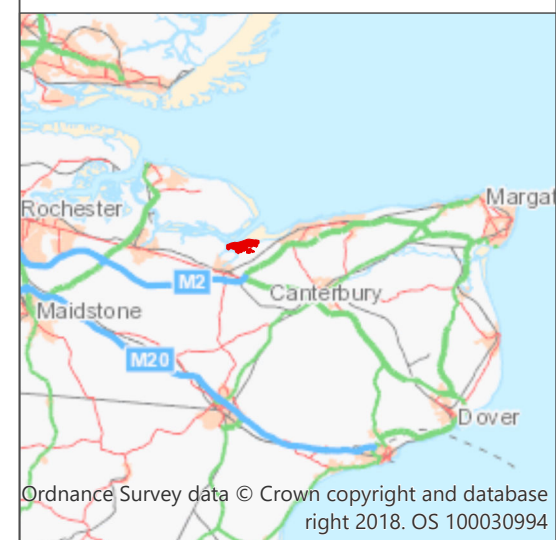 Margat
Rochester
M2
Canterbury
Maidstone
M20
Dover
Ordnance Survey data © Crown copyright and database
right 2018. OS 100030994